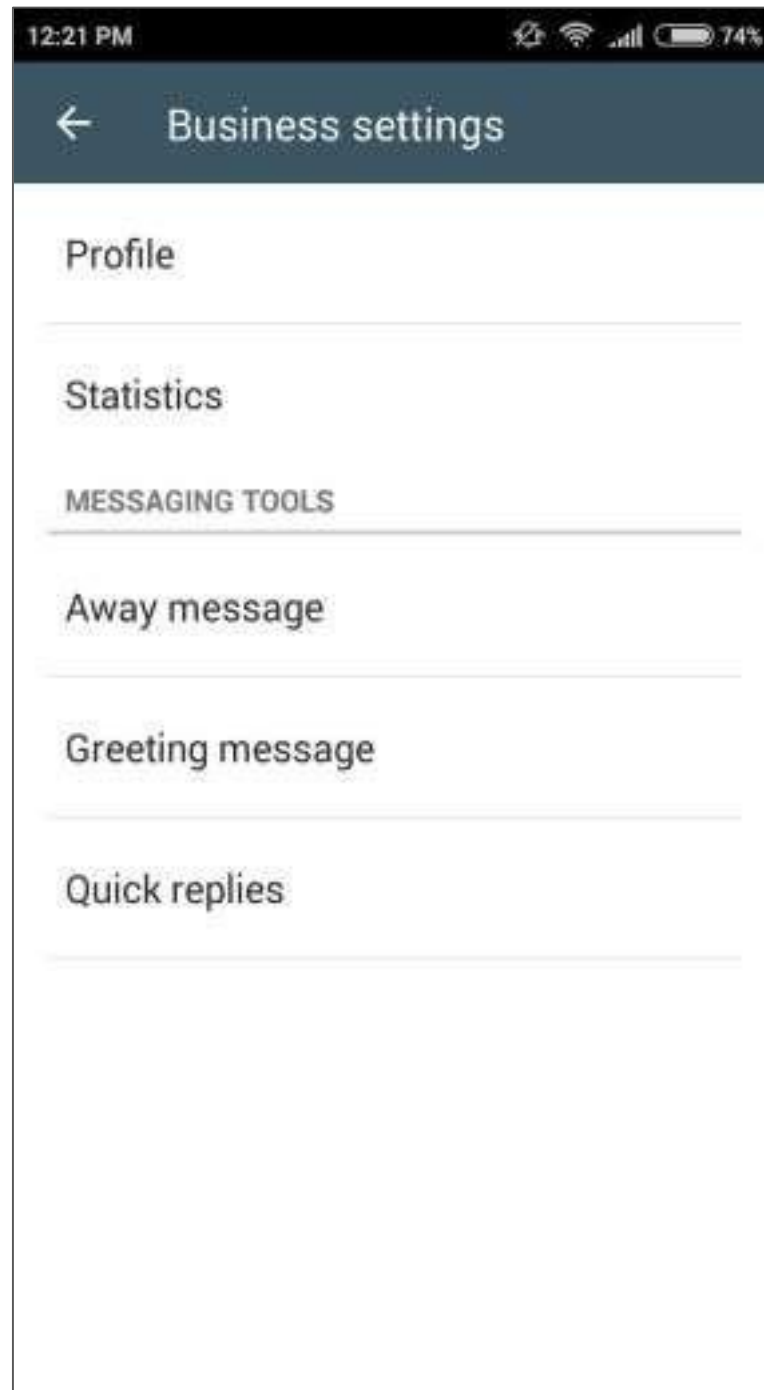 12:21 PM 74%
Business settings
Profile
Statistics
MESSAGING TOOLS
Away message
Greeting message
Quick replies